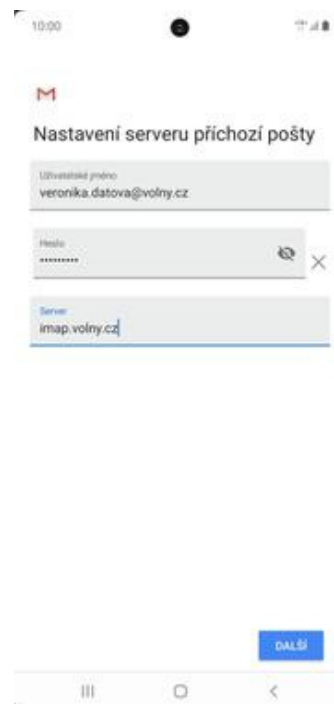 10:00
Nastavení serveru příchozí pošty
Uživatelské jméno
veronika.datova@volny.cz
Heslo
•••••••••
Server
imap.volny.cz
DALŠÍ